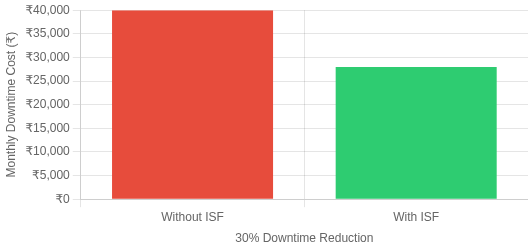 Monthly Downtime Cost (₹)
₹40,000
₹35,000
₹30,000
₹25,000
₹20,000
₹15,000
₹10,000
₹5,000
₹0
Without ISF
With ISF
30% Downtime Reduction